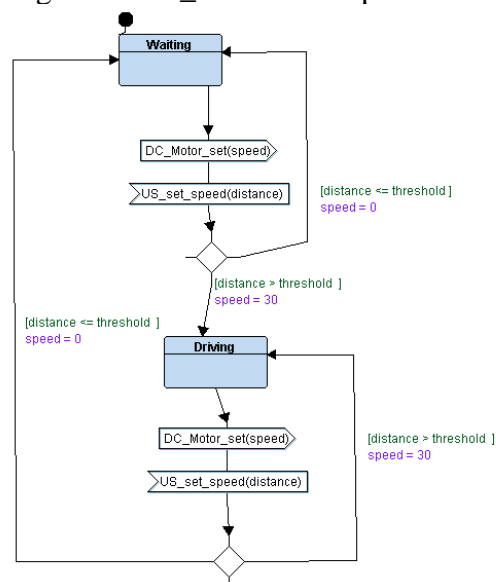 Waiting
DC_Motor_set(speed)
US_set_speed(distance)
[distance <= threshold ]
speed = 0
[distance > threshold ]
speed = 30
[distance <= threshold ]
speed = 0
Driving
DC_Motor_set(speed)
[distance > threshold ]
speed = 30
US_set_speed(distance)